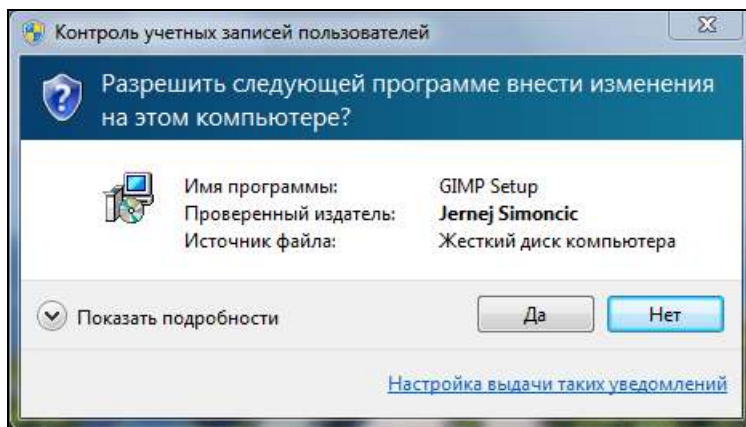 Контроль учетных записей пользователей
Разрешить следующей программе внести изменения
на этом компьютере?
Имя программы: GIMP Setup
Проверенный издатель: Jernej Simoncic
Источник файла: Жесткий диск компьютера
Показать подробности Да Нет
Настройка выдачи таких уведомлений